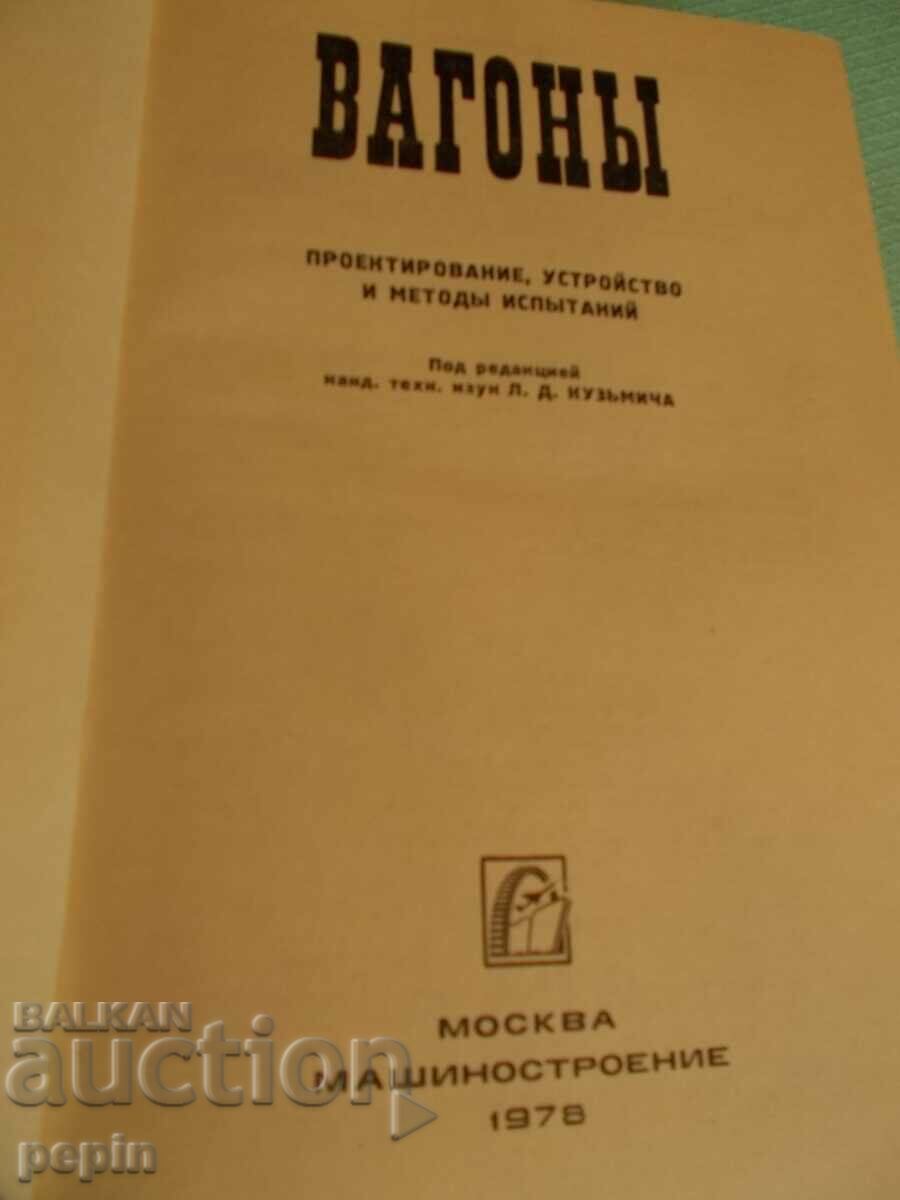 ВАГОНЫ
ПРОЕКТИРОВАНИЕ, УСТРОЙСТВО
И МЕТОДЫ ИСПЫТАНИЙ
Под редакцией
канд. техн. наук Л. Д. КУЗЬМИЧА
МОСКВА
МАШИНОСТРОЕНИЕ
1978
BALKAN
auction
pepin